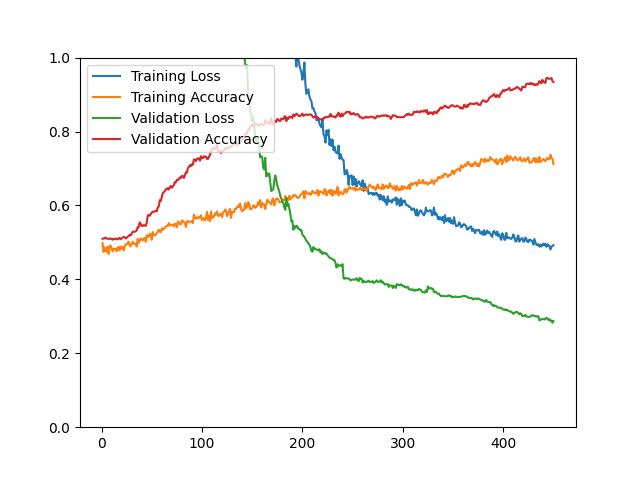 Training Loss
Training Accuracy
Validation Loss
Validation Accuracy
1.0
0.8
0.6
0.4
0.2
0.0
0 100 200 300 400